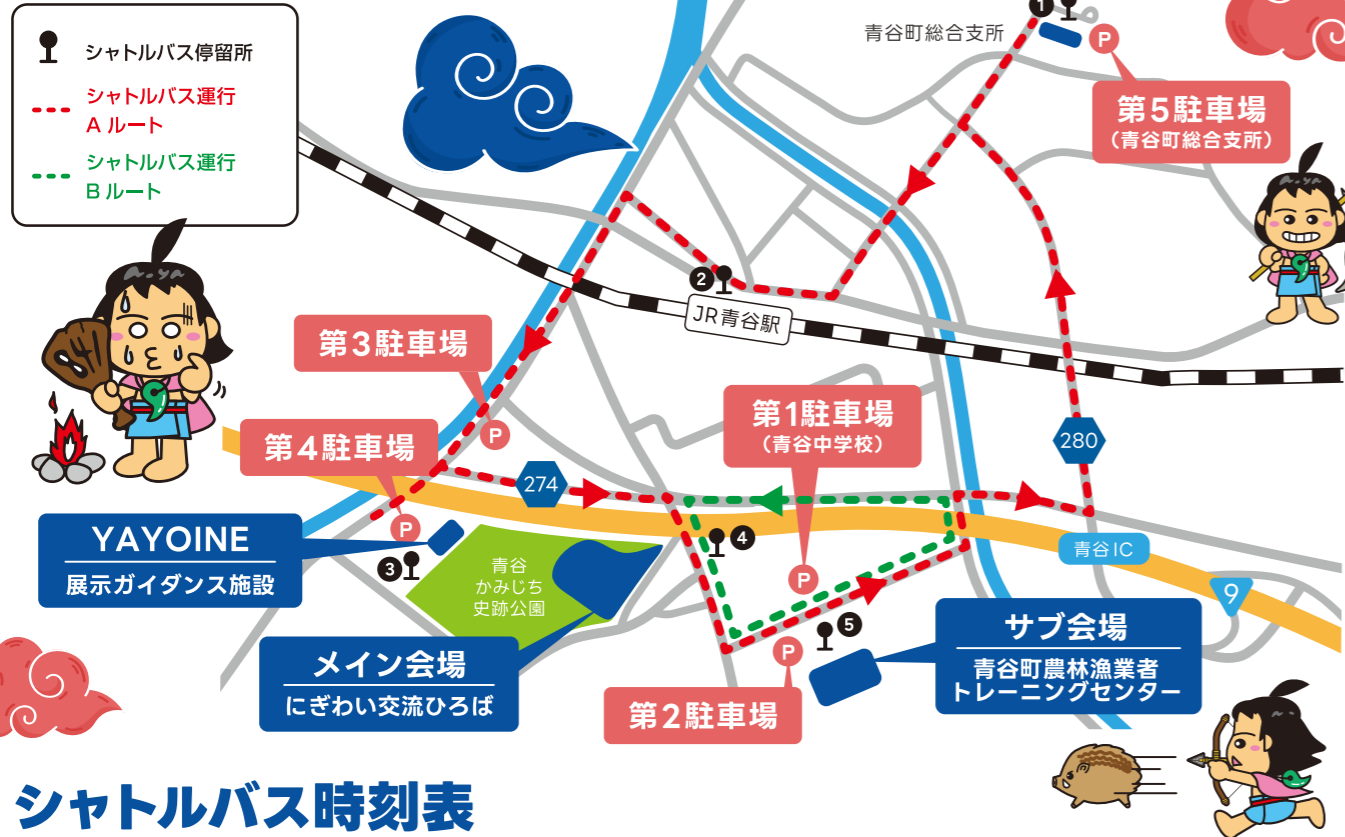 シャトルバス停留所
シャトルバス運行
A ルート
シャトルバス運行
B ルート
青谷町総合支所
1
P
第5駐車場
(青谷町総合支所)
2
JR青谷駅
第3駐車場
P
第4駐車場
P
274
第1駐車場
(青谷中学校)
P
280
YAYOINE
展示ガイダンス施設
3
青谷
かみじち
史跡公園
4
青谷IC
9
メイン会場
にぎわい交流ひろば
5
P
第2駐車場
サブ会場
青谷町農林漁業者
トレーニングセンター
シャトルバス時刻表